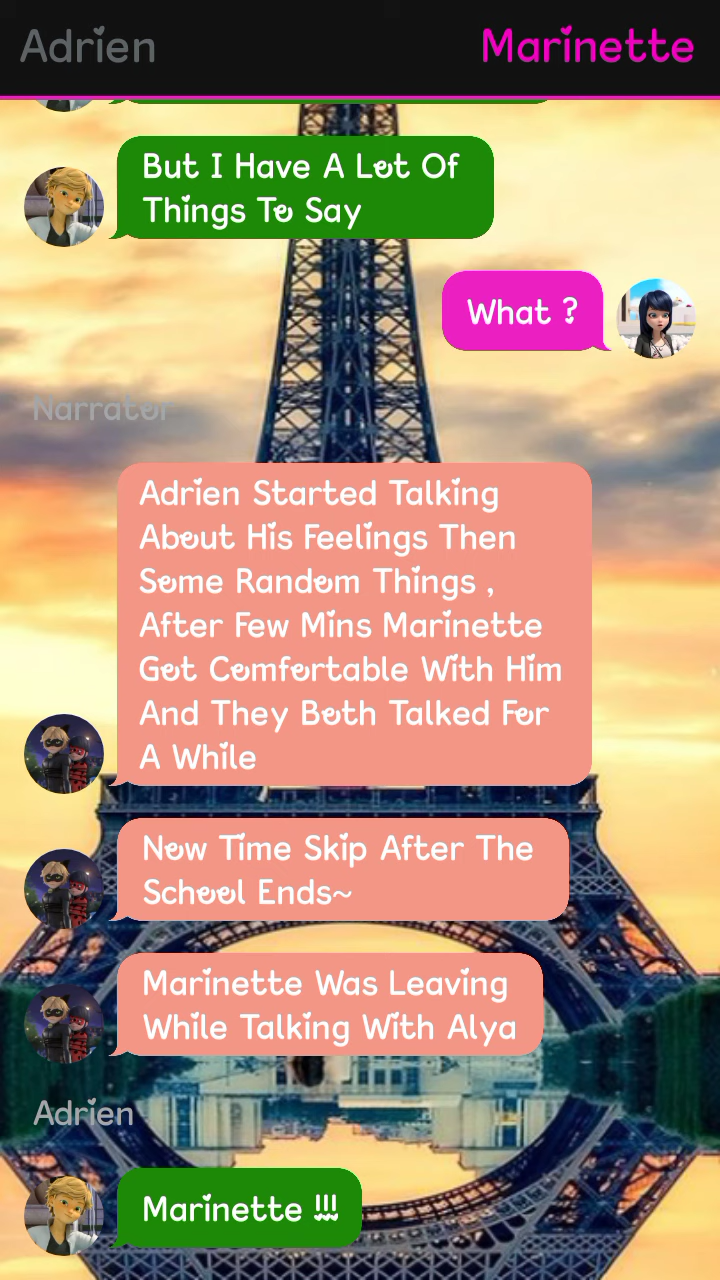 Adrien
Marinette
But I Have A Lot Of
Things To Say
What ?
Narrator
Adrien Started Talking
About His Feelings Then
Some Random Things ,
After Few Mins Marinette
Got Comfortable With Him
And They Both Talked For
A While
Now Time Skip After The
School Ends~
Marinette Was Leaving
While Talking With Alya
Adrien
Marinette !!!